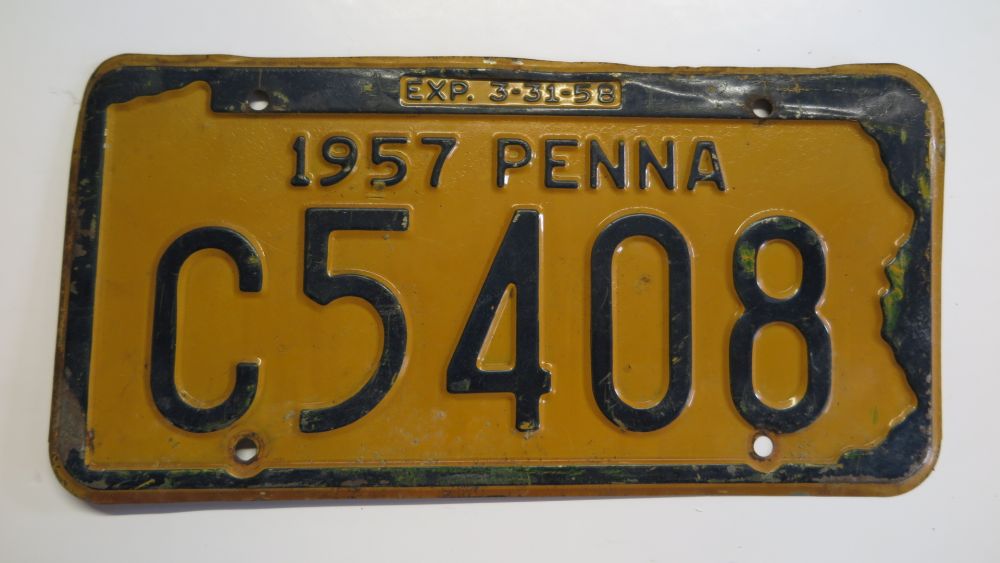 EXP. 3-31-58
1957 PENNA
C5408